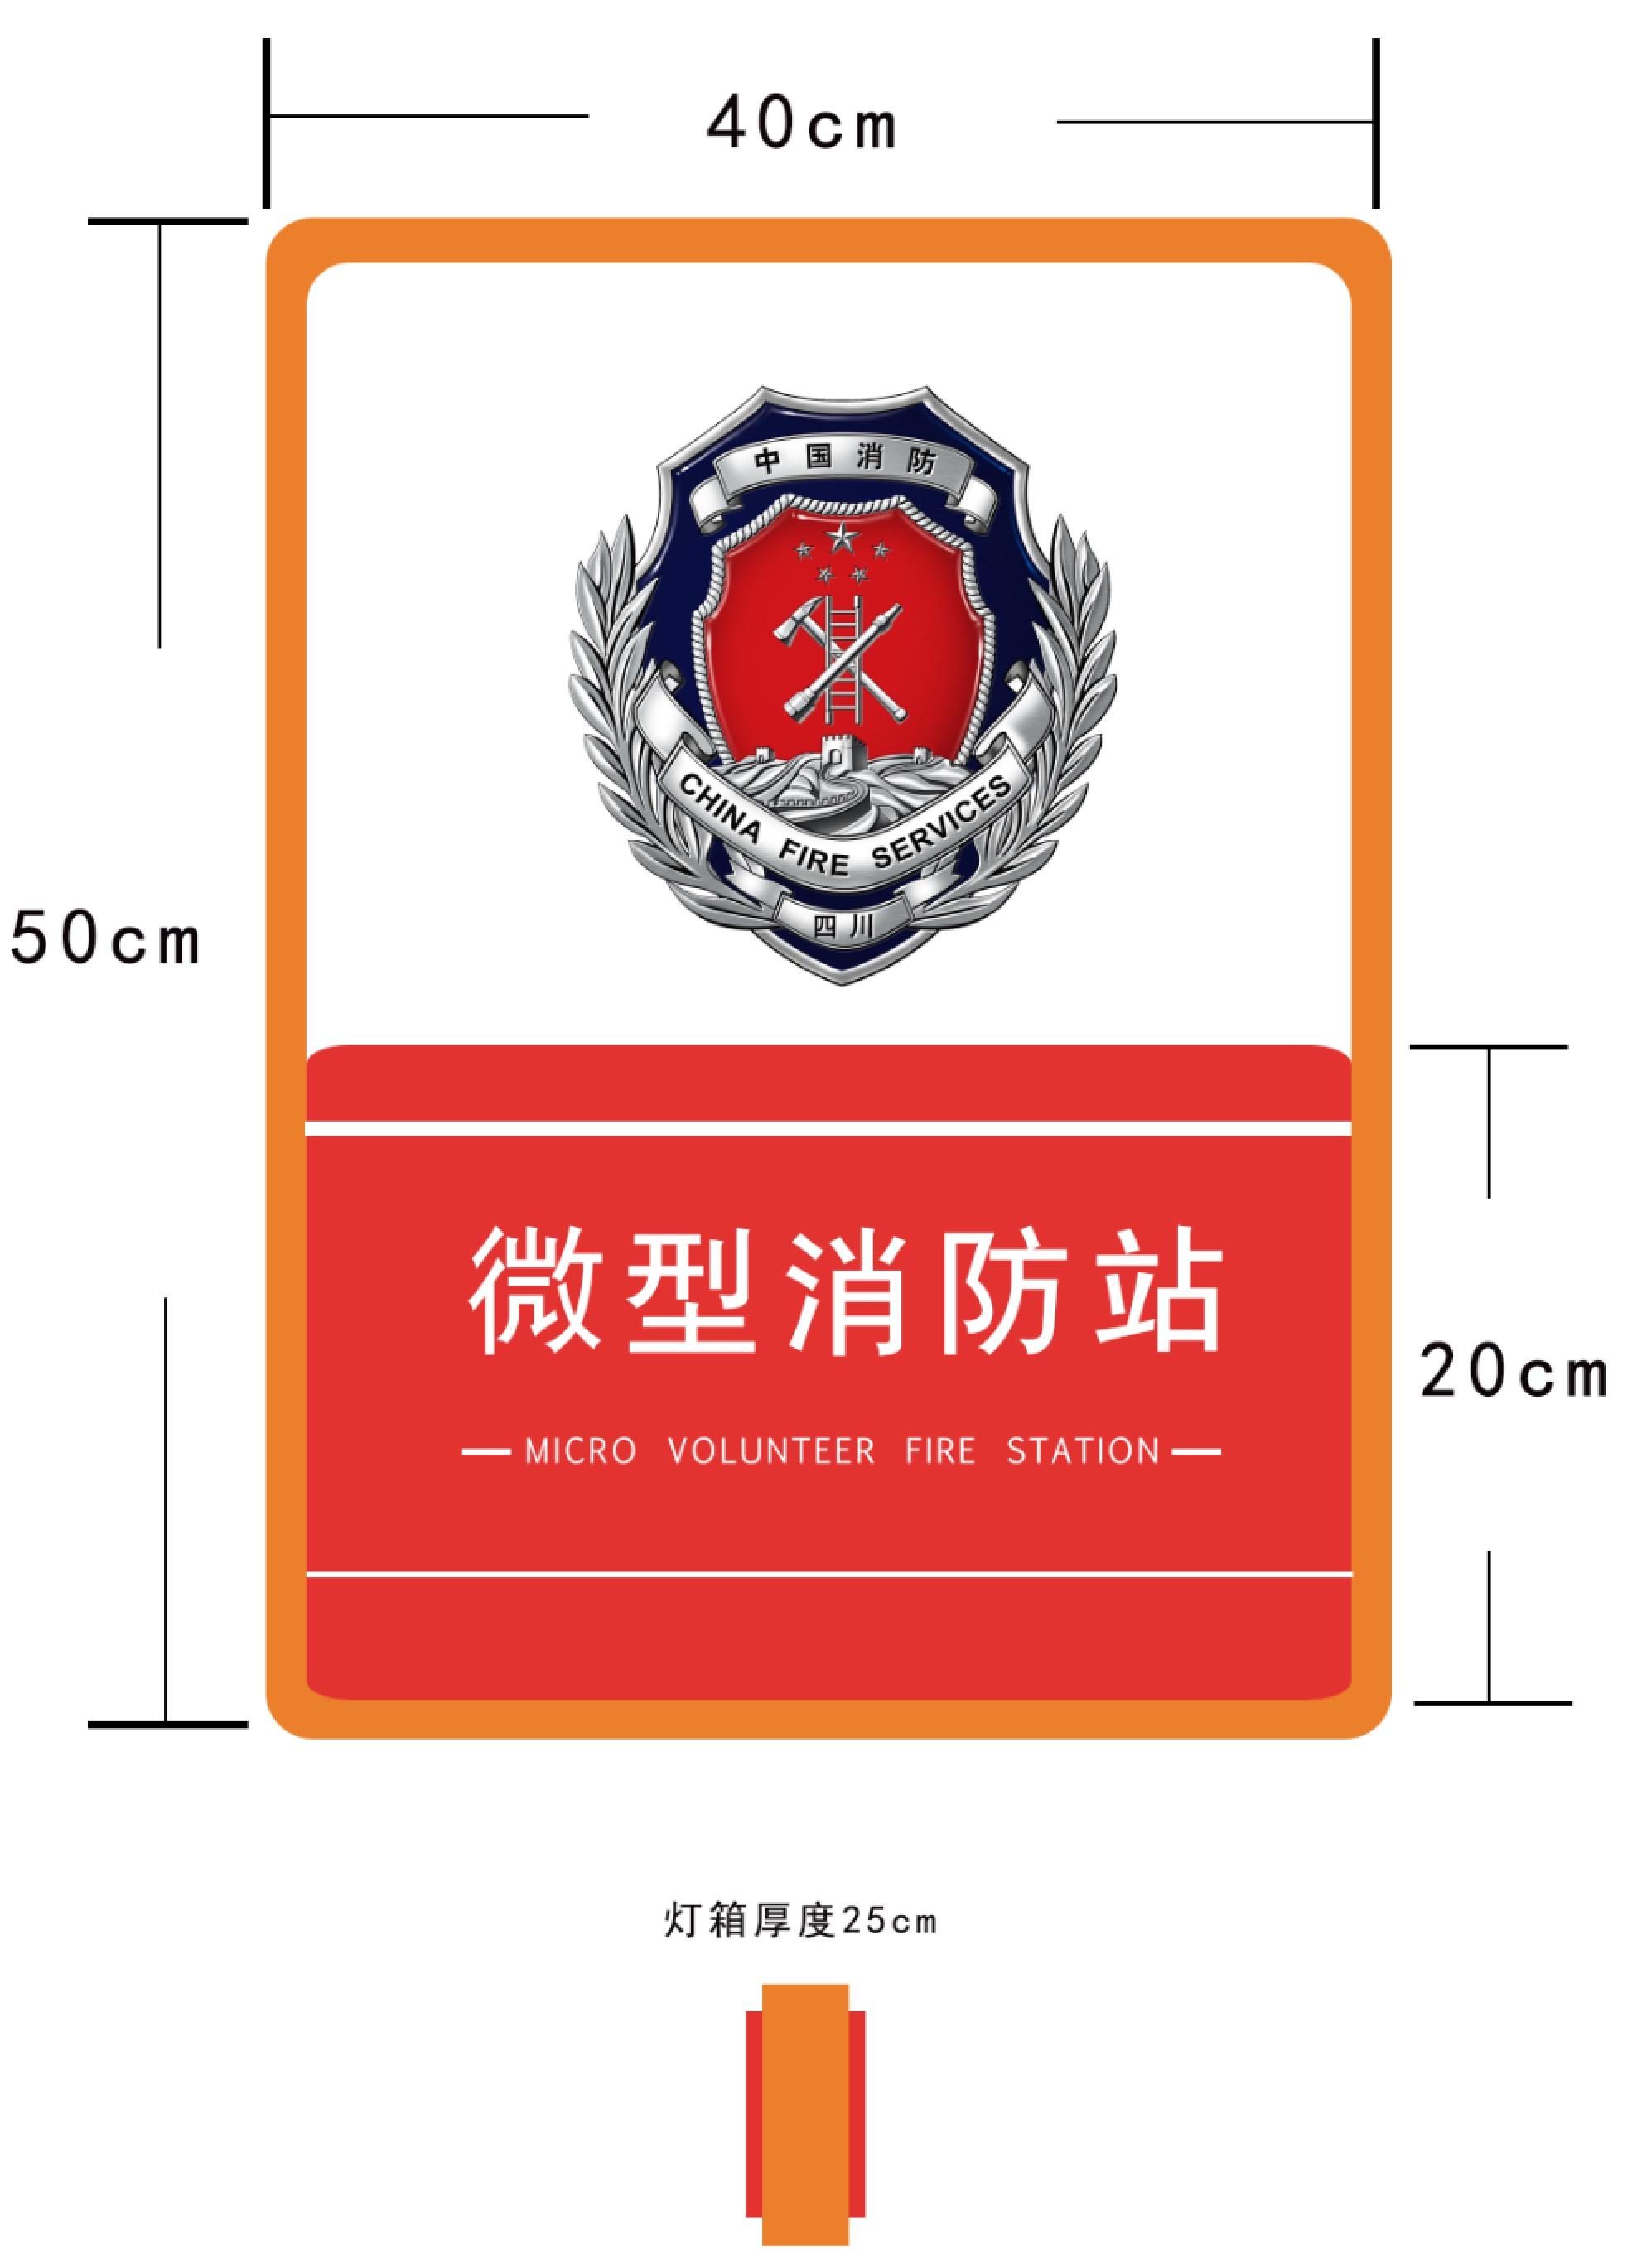 40cm
中国消防
CHINA FIRE SERVICES
四川
50cm
微型消防站
20cm
MICRO VOLUNTEER FIRE STATION
灯箱厚度25cm